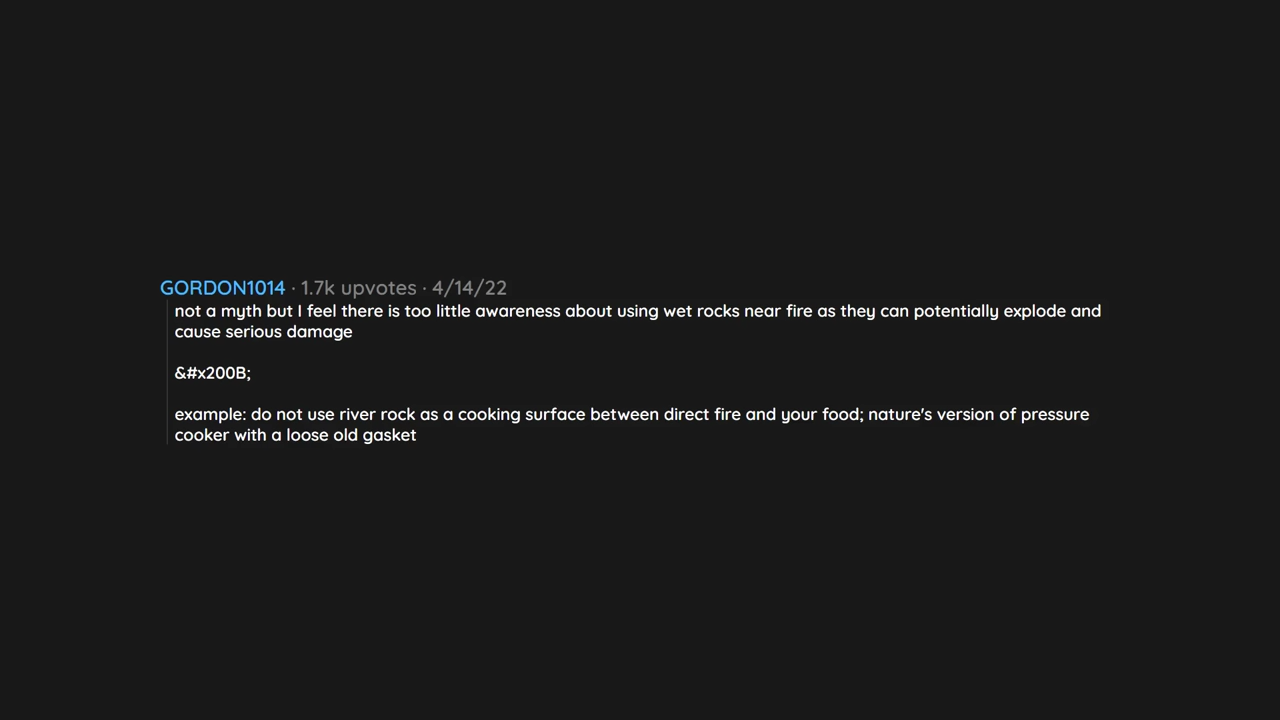 GORDON1014 · 1.7k upvotes · 4/14/22
not a myth but I feel there is too little awareness about using wet rocks near fire as they can potentially explode and
cause serious damage
&#x200B;
example: do not use river rock as a cooking surface between direct fire and your food; nature's version of pressure
cooker with a loose old gasket